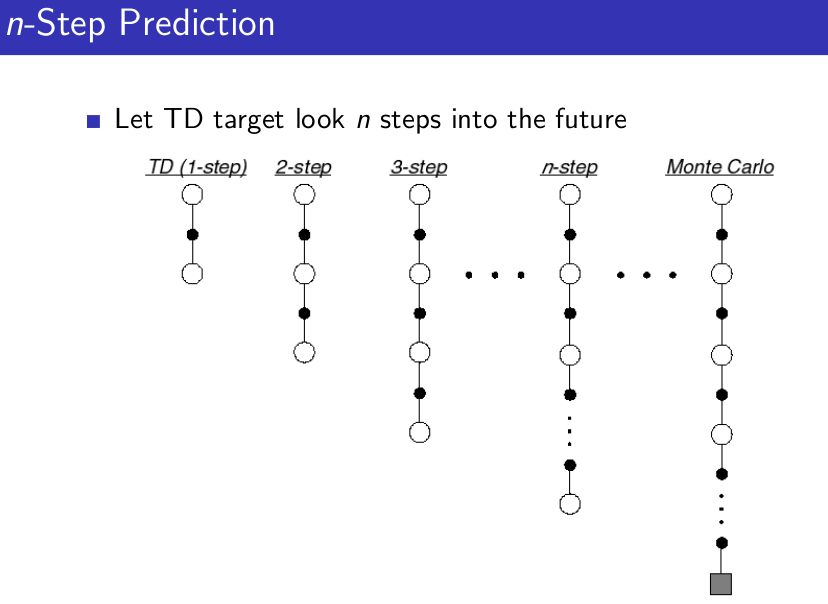 n-Step Prediction
Let TD target look n steps into the future
TD (1-step) 2-step 3-step n-step Monte Carlo